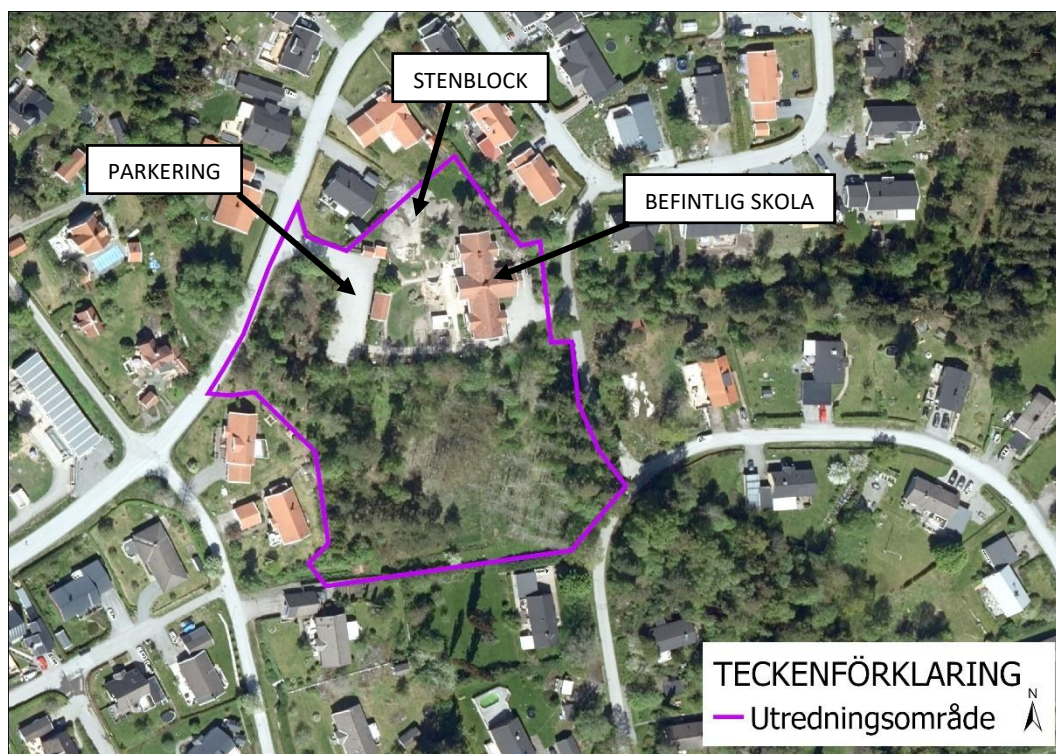 STENBLOCK
PARKERING
BEFINTLIG SKOLA
TECKENFÖRKLARING
Utredningsområde
N